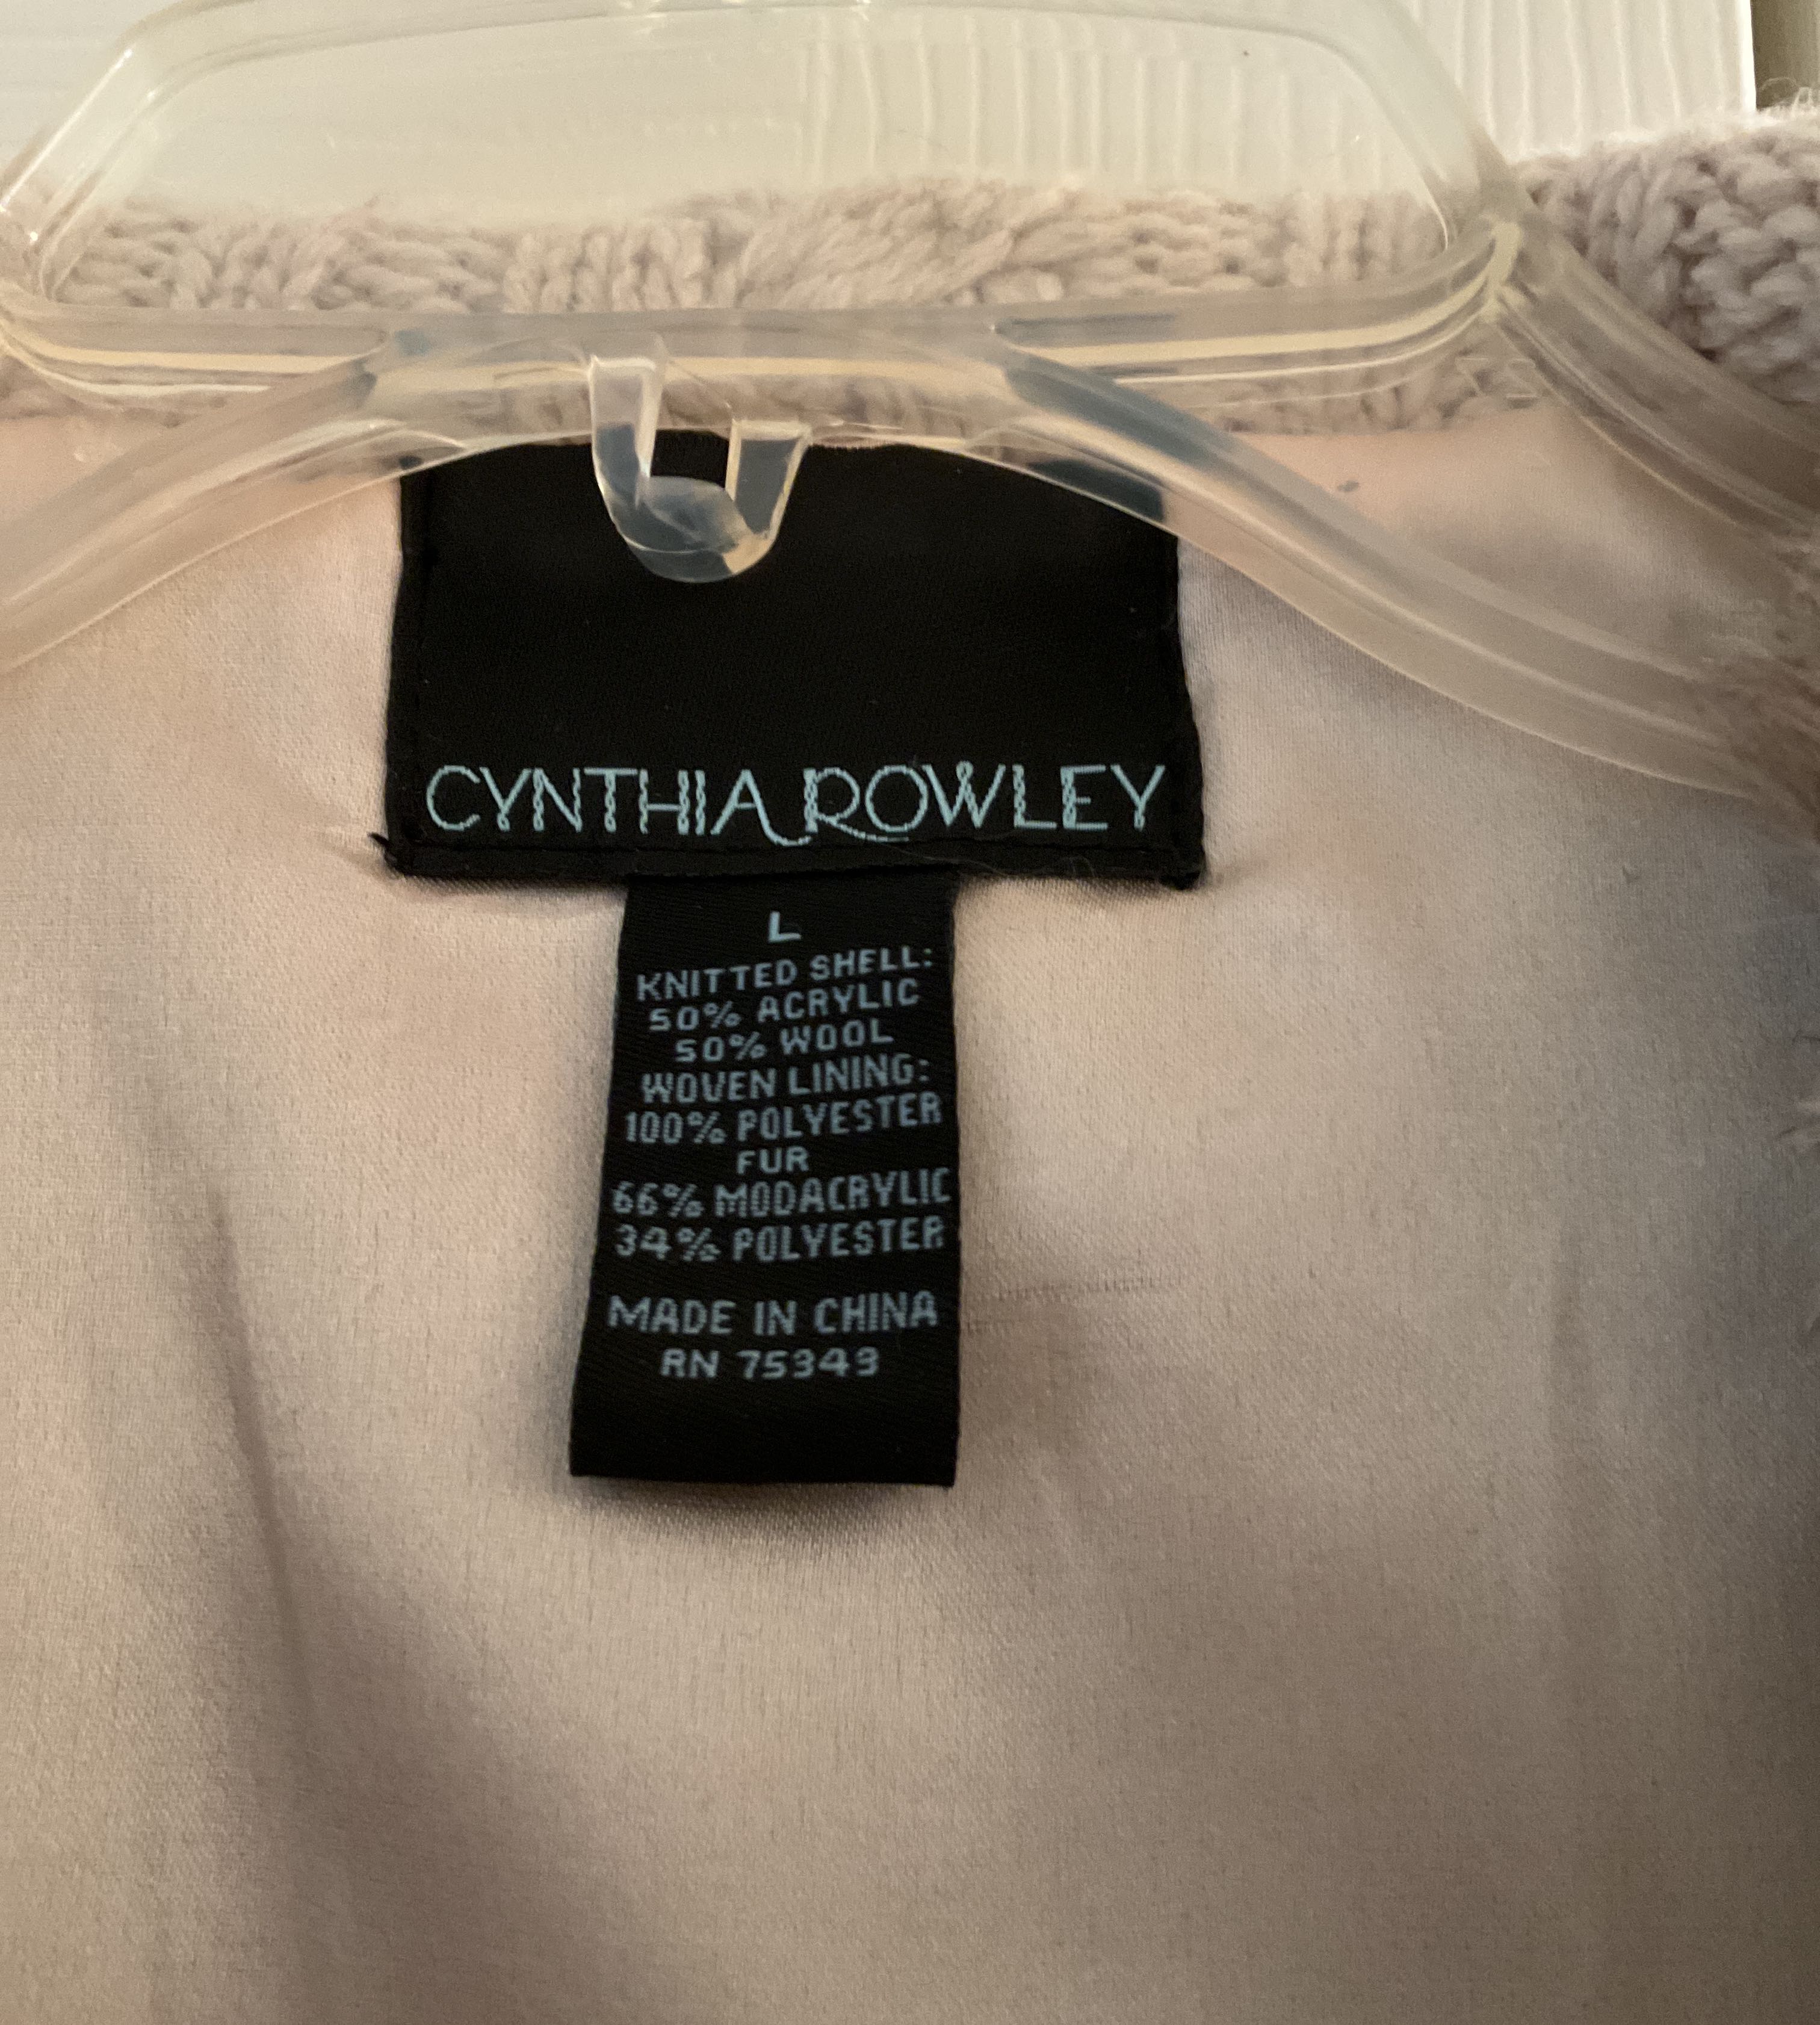 CYNTHIA ROWLEY
L
KNITTED SHELL:
50% ACRYLIC
50% WOOL
WOVEN LINING:
100% POLYESTER
FUR
66% MODACRYLIC
34% POLYESTER
MADE IN CHINA
RN 75343